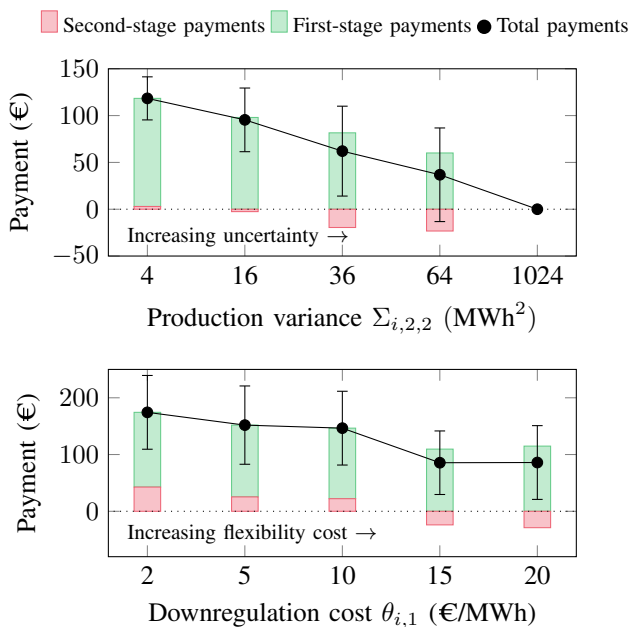 Second-stage payments First-stage payments Total payments
150
100
50
0
−50
Payment (€)
Increasing uncertainty →
4 16 36 64 1024
Production variance Σi,2,2 (MWh²)
200
100
0
Payment (€)
Increasing flexibility cost →
2 5 10 15 20
Downregulation cost θi,1 (€/MWh)